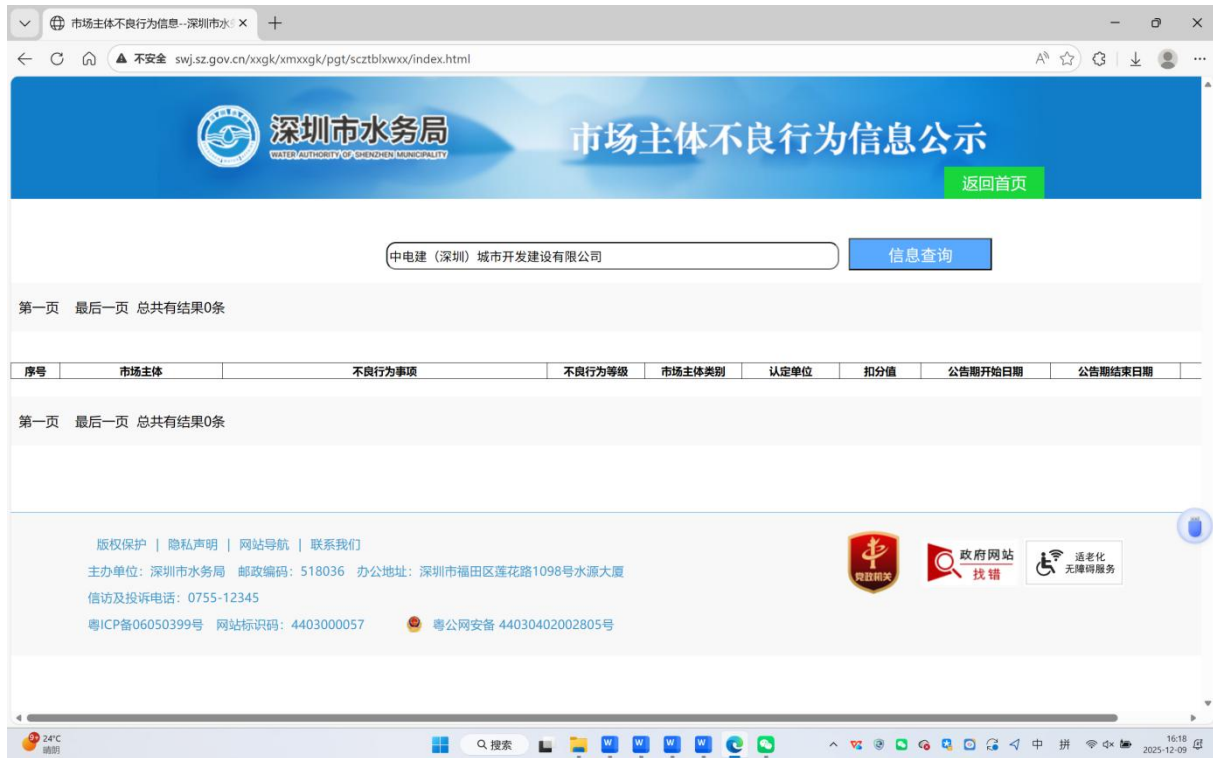 市场主体不良行为信息--深圳市水
不安全 swj.sz.gov.cn/xxgk/xmxxgk/pgt/scztblxwxx/index.html
深圳市水务局
WATER AUTHORITY OF SHENZHEN MUNICIPALITY
市场主体不良行为信息公示
返回首页
中电建（深圳）城市开发建设有限公司
信息查询
第一页 最后一页 总共有结果0条
序号 市场主体 不良行为事项 不良行为等级 市场主体类别 认定单位 扣分值 公告期开始日期 公告期结束日期
第一页 最后一页 总共有结果0条
版权保护 | 隐私声明 | 网站导航 | 联系我们
主办单位：深圳市水务局 邮政编码：518036 办公地址：深圳市福田区莲花路1098号水源大厦
信访及投诉电话：0755-12345
粤ICP备06050399号 网站标识码：4403000057 粤公网安备 44030402002805号
党政机关
政府网站
找错
适老化
无障碍服务
24°C
晴朗
搜索
中 拼
16:18
2025-12-09